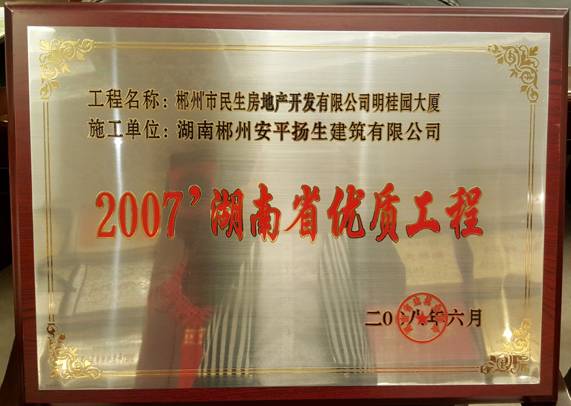 工程名称：郴州市民生房地产开发有限公司明桂园大厦
施工单位：湖南郴州安平扬生建筑有限公司
2007’湖南省优质工程
二〇〇八年六月